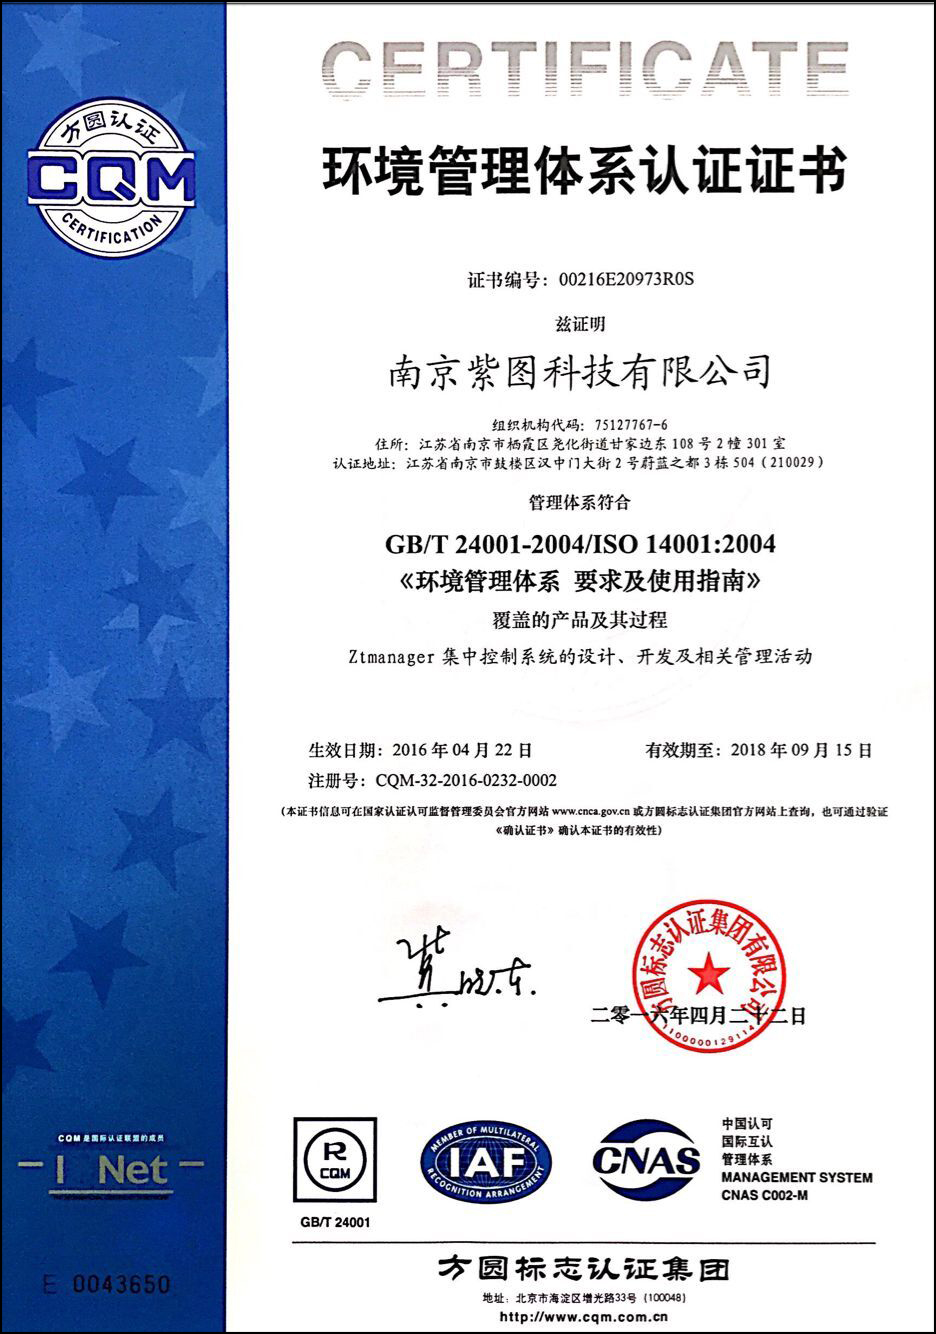 CERTIFICATE
方圆认证
CQM
CERTIFICATION
环境管理体系认证证书
证书编号：00216E20973R0S
兹证明
南京紫图科技有限公司
组织机构代码：75127767-6
住所：江苏省南京市栖霞区尧化街道甘家边东108号2幢301室
认证地址：江苏省南京市鼓楼区汉中门大街2号蔚蓝之都3栋504（210029）
管理体系符合
GB/T 24001-2004/ISO 14001:2004
《环境管理体系 要求及使用指南》
覆盖的产品及其过程
Ztmanager 集中控制系统的设计、开发及相关管理活动
生效日期：2016年04月22日
有效期至：2018年09月15日
注册号：CQM-32-2016-0232-0002
（本证书信息可在国家认证认可监督管理委员会官方网站 www.cnca.gov.cn 或方圆标志认证集团官方网站上查询，也可通过验证
《确认证书》确认本证书的有效性）
方圆标志认证集团有限公司
二零一六年四月二十二日
CQM 是国际认证联盟的成员
I Net
E 0043650
R
CQM
GB/T 24001
MEMBER OF MULTILATERAL
IAF
RECOGNITION ARRANGEMENT
CNAS
中国认可
国际互认
管理体系
MANAGEMENT SYSTEM
CNAS C002-M
方圆标志认证集团
地址：北京市海淀区增光路33号（100048）
http://www.cqm.com.cn